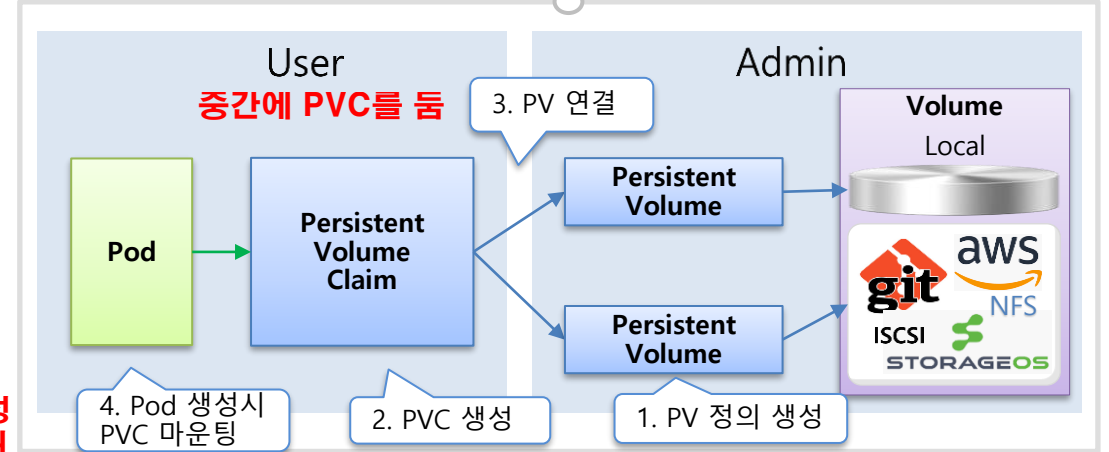 User
중간에 PVC를 둠
3. PV 연결
Admin
Volume
Local
Pod
Persistent
Volume
Claim
Persistent
Volume
Persistent
Volume
git
aws
NFS
ISCSI
STORAGEOS
4. Pod 생성시
PVC 마운팅
2. PVC 생성
1. PV 정의 생성